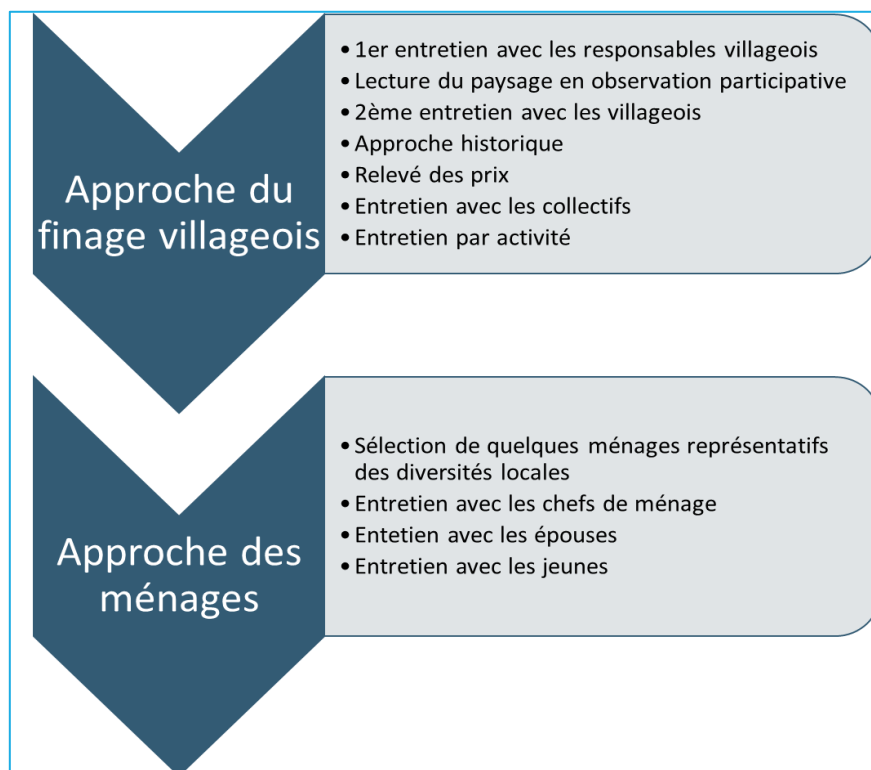 Approche du
finage villageois
• 1er entretien avec les responsables villageois
• Lecture du paysage en observation participative
• 2ème entretien avec les villageois
• Approche historique
• Relevé des prix
• Entretien avec les collectifs
• Entretien par activité
Approche des
ménages
• Sélection de quelques ménages représentatifs
des diversités locales
• Entretien avec les chefs de ménage
• Entetien avec les épouses
• Entretien avec les jeunes